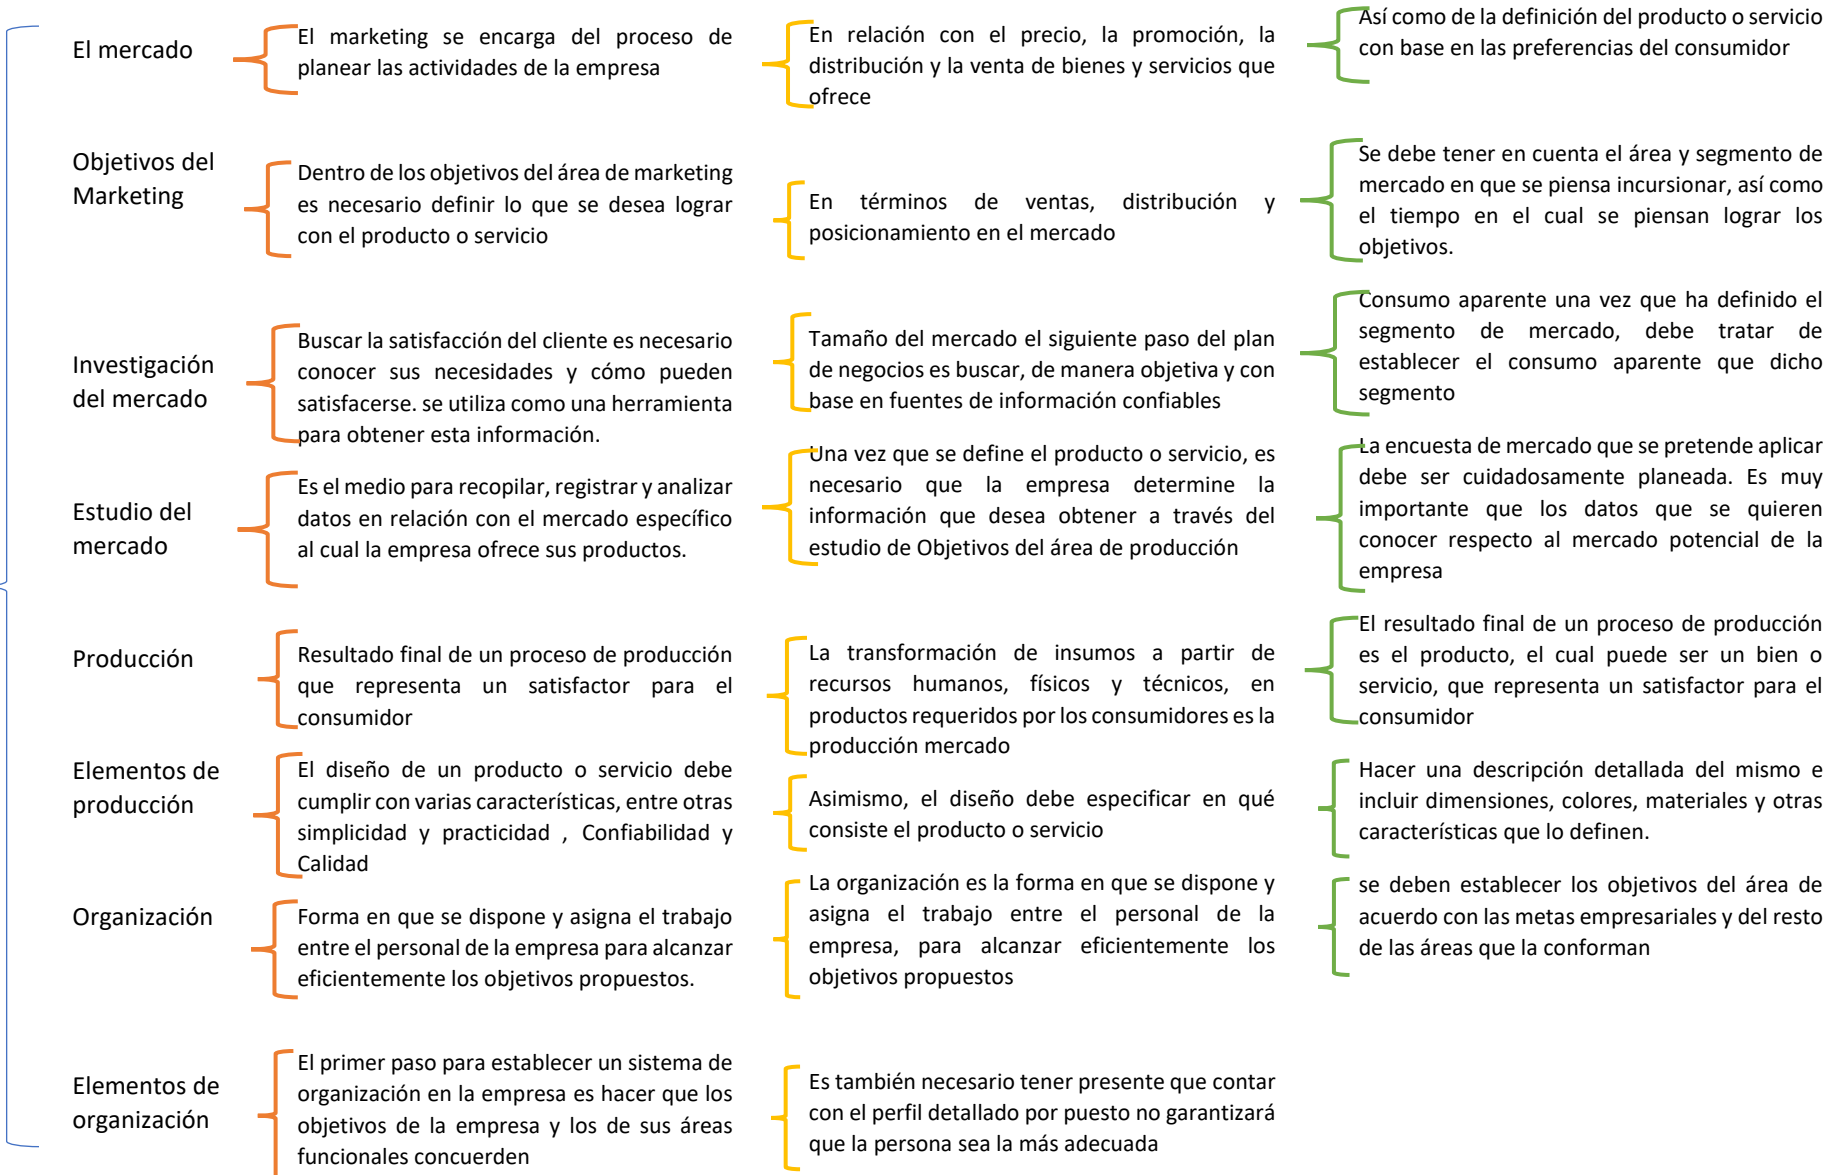 El mercado
El marketing se encarga del proceso de
planear las actividades de la empresa
En relación con el precio, la promoción, la
distribución y la venta de bienes y servicios que
ofrece
Así como de la definición del producto o servicio
con base en las preferencias del consumidor
Objetivos del
Marketing
Dentro de los objetivos del área de marketing
es necesario definir lo que se desea lograr
con el producto o servicio
En términos de ventas, distribución y
posicionamiento en el mercado
Se debe tener en cuenta el área y segmento de
mercado en que se piensa incursionar, así como
el tiempo en el cual se piensan lograr los
objetivos.
Investigación
del mercado
Buscar la satisfacción del cliente es necesario
conocer sus necesidades y cómo pueden
satisfacerse. se utiliza como una herramienta
para obtener esta información.
Tamaño del mercado el siguiente paso del plan
de negocios es buscar, de manera objetiva y con
base en fuentes de información confiables
Consumo aparente una vez que ha definido el
segmento de mercado, debe tratar de
establecer el consumo aparente que dicho
segmento
Estudio del
mercado
Es el medio para recopilar, registrar y analizar
datos en relación con el mercado específico
al cual la empresa ofrece sus productos.
Una vez que se define el producto o servicio, es
necesario que la empresa determine la
información que desea obtener a través del
estudio de Objetivos del área de producción
La encuesta de mercado que se pretende aplicar
debe ser cuidadosamente planeada. Es muy
importante que los datos que se quieren
conocer respecto al mercado potencial de la
empresa
Producción
Resultado final de un proceso de producción
que representa un satisfactor para el
consumidor
La transformación de insumos a partir de
recursos humanos, físicos y técnicos, en
productos requeridos por los consumidores es la
producción mercado
El resultado final de un proceso de producción
es el producto, el cual puede ser un bien o
servicio, que representa un satisfactor para el
consumidor
Elementos de
producción
El diseño de un producto o servicio debe
cumplir con varias características, entre otras
simplicidad y practicidad , Confiabilidad y
Calidad
Asimismo, el diseño debe especificar en qué
consiste el producto o servicio
Hacer una descripción detallada del mismo e
incluir dimensiones, colores, materiales y otras
características que lo definen.
Organización
Forma en que se dispone y asigna el trabajo
entre el personal de la empresa para alcanzar
eficientemente los objetivos propuestos.
La organización es la forma en que se dispone y
asigna el trabajo entre el personal de la
empresa, para alcanzar eficientemente los
objetivos propuestos
se deben establecer los objetivos del área de
acuerdo con las metas empresariales y del resto
de las áreas que la conforman
Elementos de
organización
El primer paso para establecer un sistema de
organización en la empresa es hacer que los
objetivos de la empresa y los de sus áreas
funcionales concuerden
Es también necesario tener presente que contar
con el perfil detallado por puesto no garantizará
que la persona sea la más adecuada